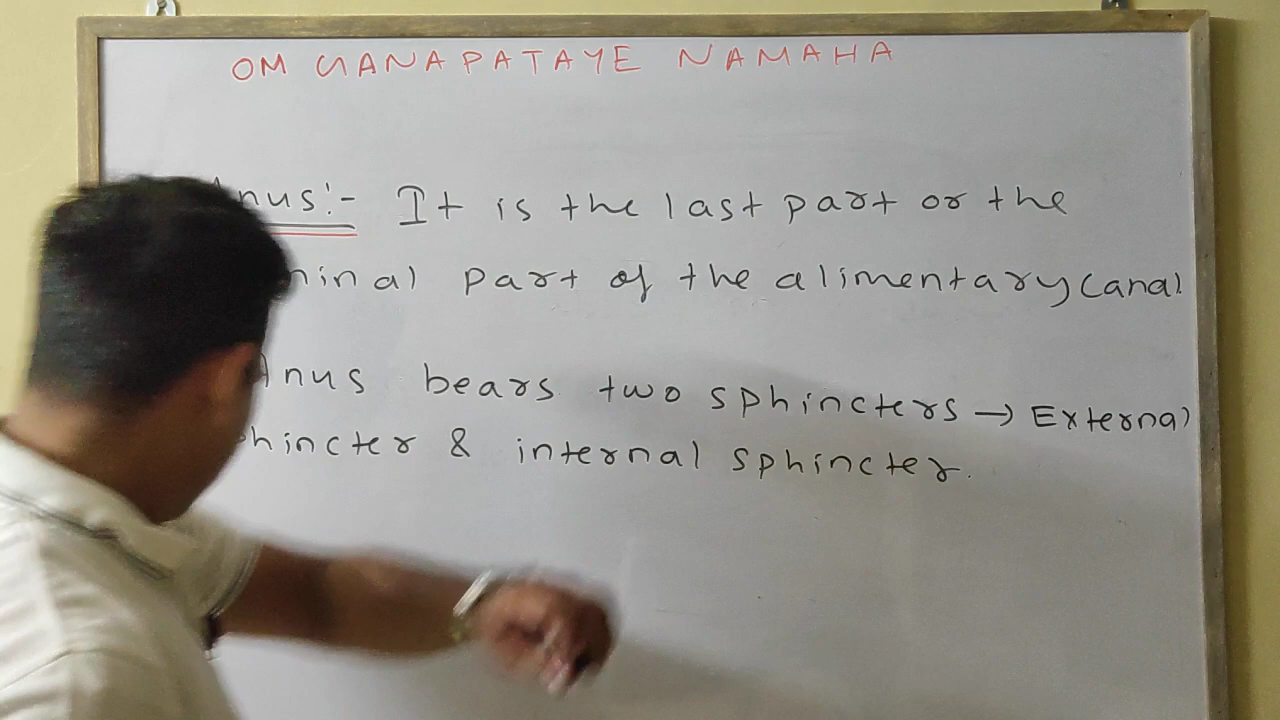 OM GANAPATAYE NAMAHA
Anus:- It is the last part or the
minal part of the alimentary canal
Anus bears two sphincters → External
phincter & internal sphincter.